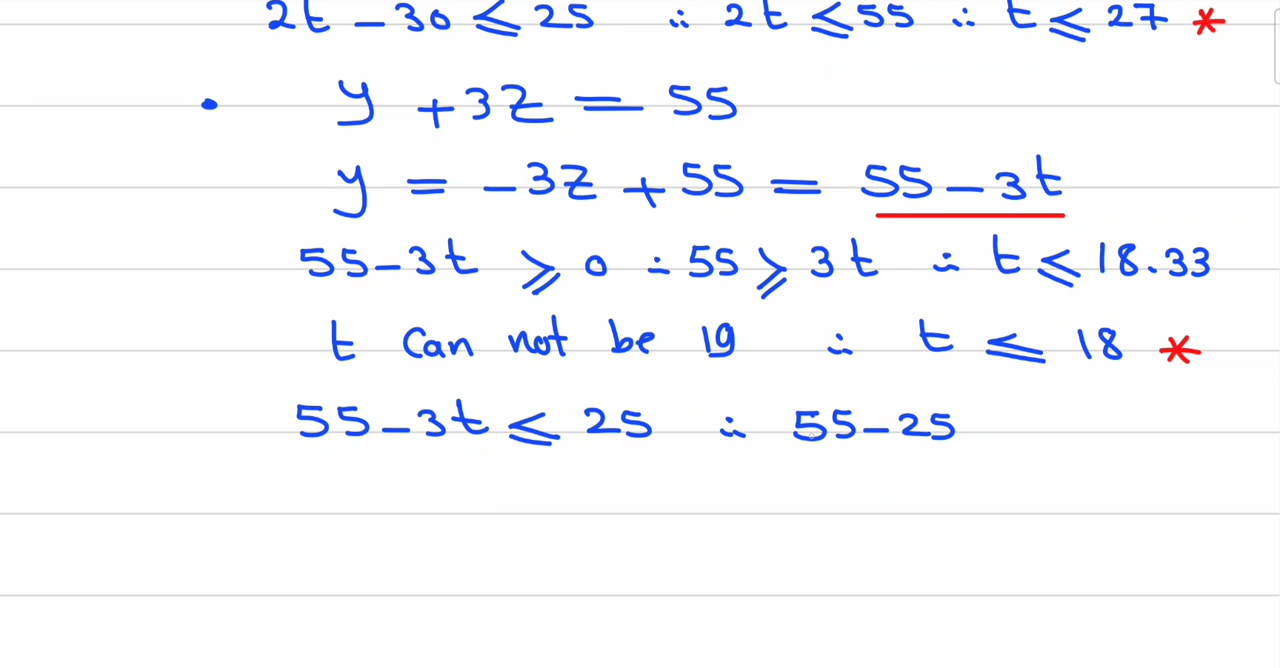 2t - 30 ≤ 25 ∴ 2t ≤ 55 ∴ t ≤ 27 *
• y + 3z = 55
y = -3z + 55 = 55 - 3t
55 - 3t ≥ 0 ∴ 55 ≥ 3t ∴ t ≤ 18.33
t can not be 19 ∴ t ≤ 18 *
55 - 3t ≤ 25 ∴ 55 - 25